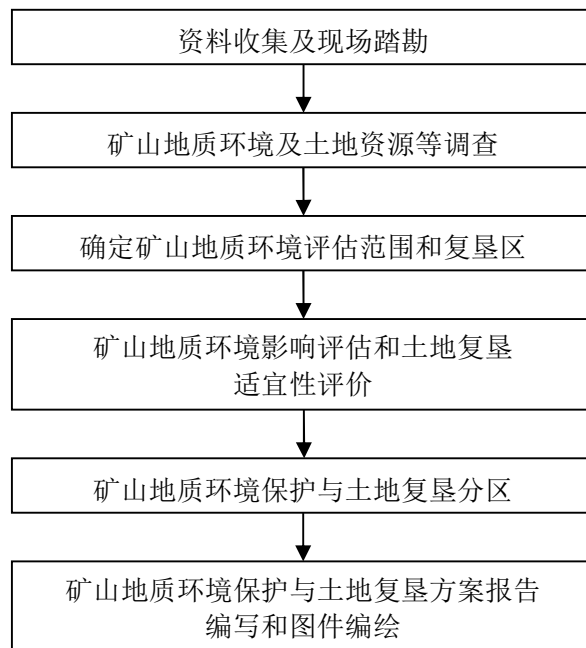 资料收集及现场踏勘
矿山地质环境及土地资源等调查
确定矿山地质环境评估范围和复垦区
矿山地质环境影响评估和土地复垦
适宜性评价
矿山地质环境保护与土地复垦分区
矿山地质环境保护与土地复垦方案报告
编写和图件编绘